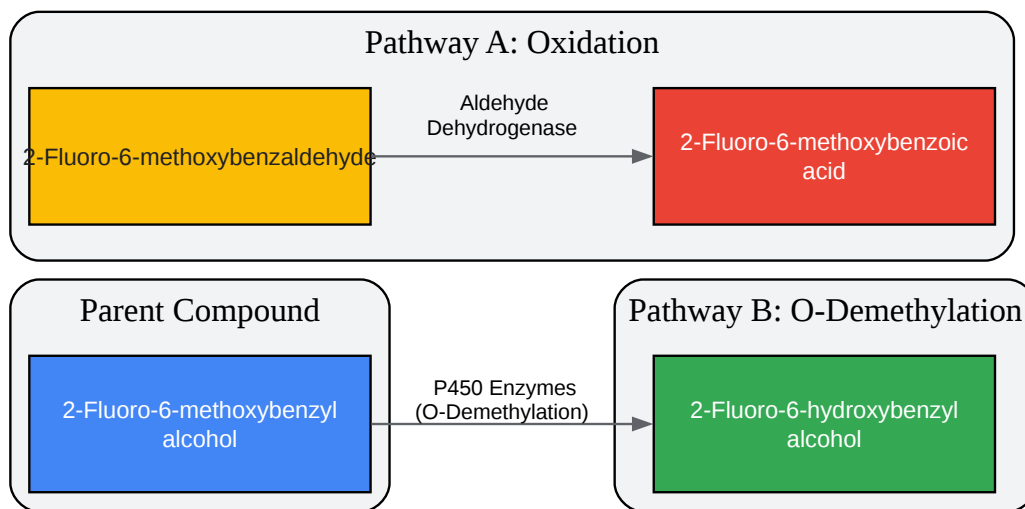 Pathway A: Oxidation
2-Fluoro-6-methoxybenzaldehyde
Aldehyde
Dehydrogenase
2-Fluoro-6-methoxybenzoic
acid
Parent Compound
2-Fluoro-6-methoxybenzyl
alcohol
P450 Enzymes
(O-Demethylation)
Pathway B: O-Demethylation
2-Fluoro-6-hydroxybenzyl
alcohol